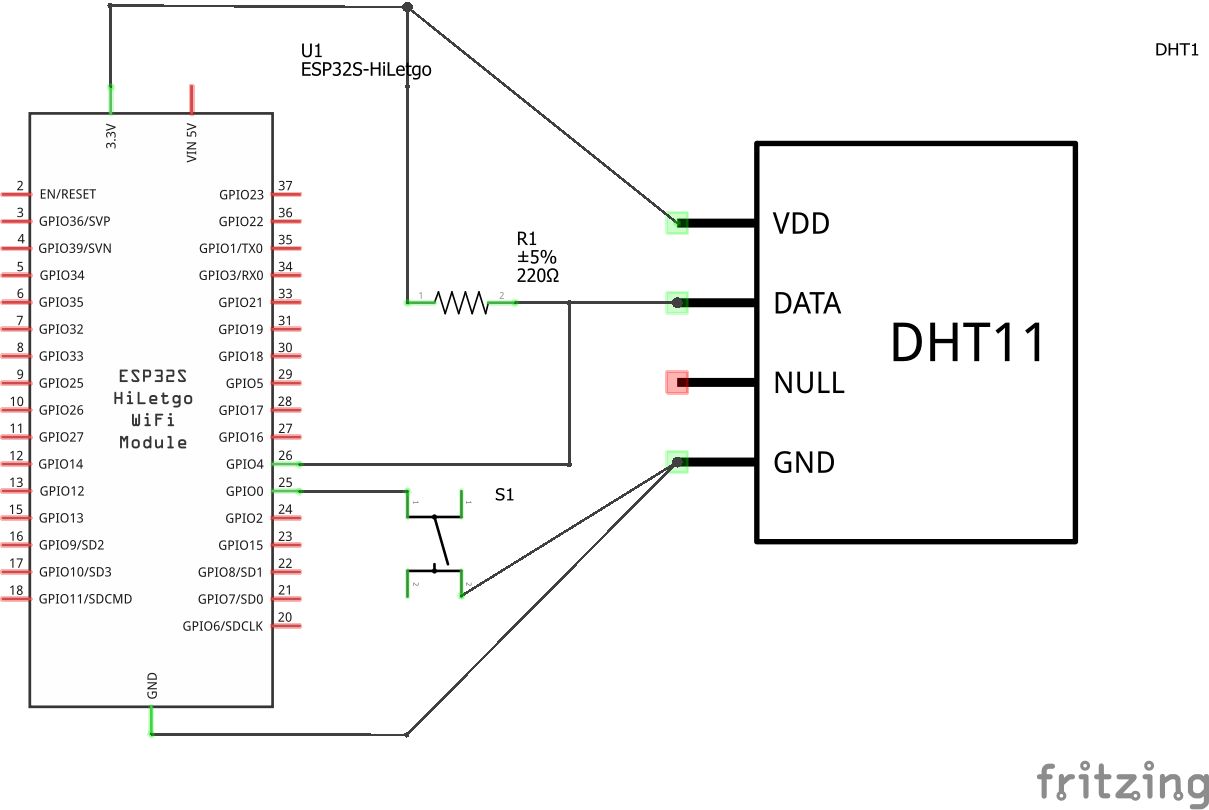 U1
ESP32S-HiLetgo
DHT1
3.3V
VIN 5V
2
EN/RESET
3
GPIO36/SVP
4
GPIO39/SVN
5
GPIO34
6
GPIO35
7
GPIO32
8
GPIO33
9
GPIO25
10
GPIO26
11
GPIO27
12
GPIO14
13
GPIO12
15
GPIO13
16
GPIO9/SD2
17
GPIO10/SD3
18
GPIO11/SDCMD
ESP32S
HiLetgo
WiFi
Module
GPIO23
37
GPIO22
36
GPIO1/TX0
35
GPIO3/RX0
34
GPIO21
33
GPIO19
31
GPIO18
30
GPIO5
29
GPIO17
28
GPIO16
27
GPIO4
26
GPIO0
25
GPIO2
24
GPIO15
23
GPIO8/SD1
22
GPIO7/SD0
21
GPIO6/SDCLK
20
GND
R1
±5%
220Ω
1
2
S1
1
1
2
2
VDD
DATA
NULL
GND
DHT11
fritzing